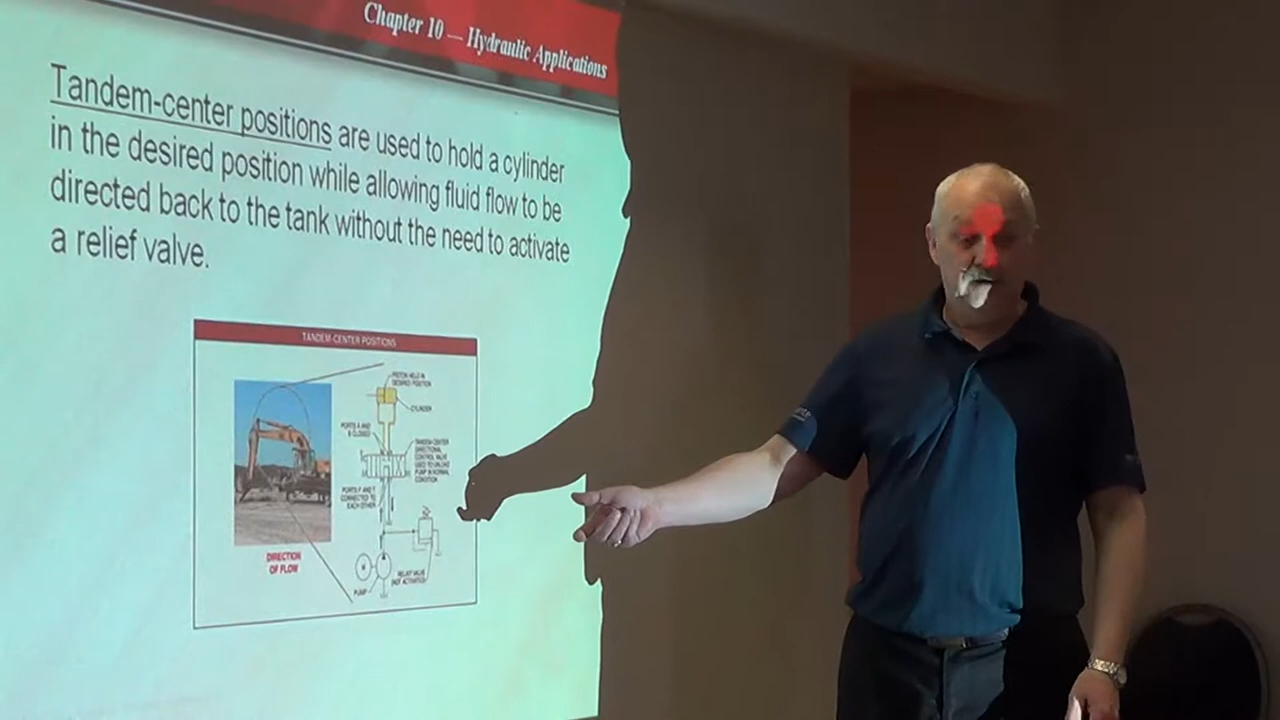 Chapter 10 — Hydraulic Applications
Tandem-center positions are used to hold a cylinder
in the desired position while allowing fluid flow to be
directed back to the tank without the need to activate
a relief valve.
TANDEM-CENTER POSITIONS
PISTON HELD IN
DESIRED POSITION
CYLINDER
PORTS A AND
B CLOSED
TANDEM-CENTER
DIRECTIONAL
CONTROL VALVE
USED TO UNLOAD
PUMP IN NORMAL
CONDITION
PORTS P AND T
CONNECTED TO
EACH OTHER
DIRECTION
OF FLOW
M
PUMP
RELIEF VALVE
(NOT ACTIVATED)